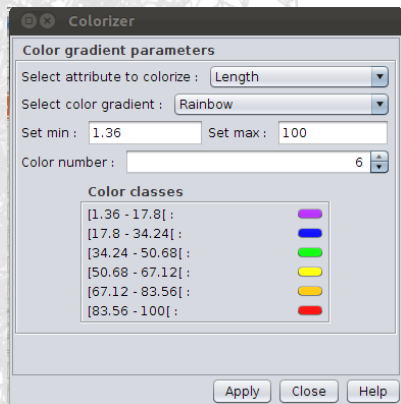 Colorizer
Color gradient parameters
Select attribute to colorize : Length
Select color gradient : Rainbow
Set min : 1.36 Set max : 100
Color number : 6
Color classes
[1.36 - 17.8[ :
[17.8 - 34.24[ :
[34.24 - 50.68[ :
[50.68 - 67.12[ :
[67.12 - 83.56[ :
[83.56 - 100[ :
Apply Close Help